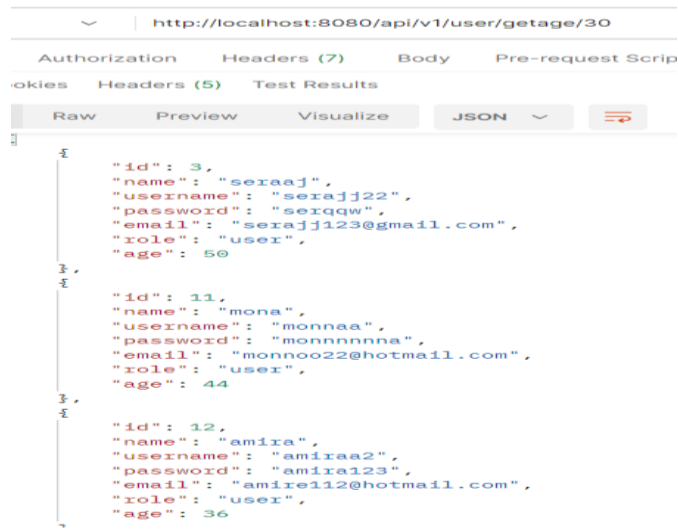 http://localhost:8080/api/v1/user/getage/30
Authorization Headers (7) Body Pre-request Scrip
okies Headers (5) Test Results
Raw Preview Visualize JSON
{
"id": 3,
"name": "seraaj",
"username": "serajj22",
"password": "serqqw",
"email": "serajj123@gmail.com",
"role": "user",
"age": 50
},
{
"id": 11,
"name": "mona",
"username": "monnaa",
"password": "monnnnnna",
"email": "monnoo22@hotmail.com",
"role": "user",
"age": 44
},
{
"id": 12,
"name": "amira",
"username": "amiraa2",
"password": "amira123",
"email": "amire112@hotmail.com",
"role": "user",
"age": 36
}